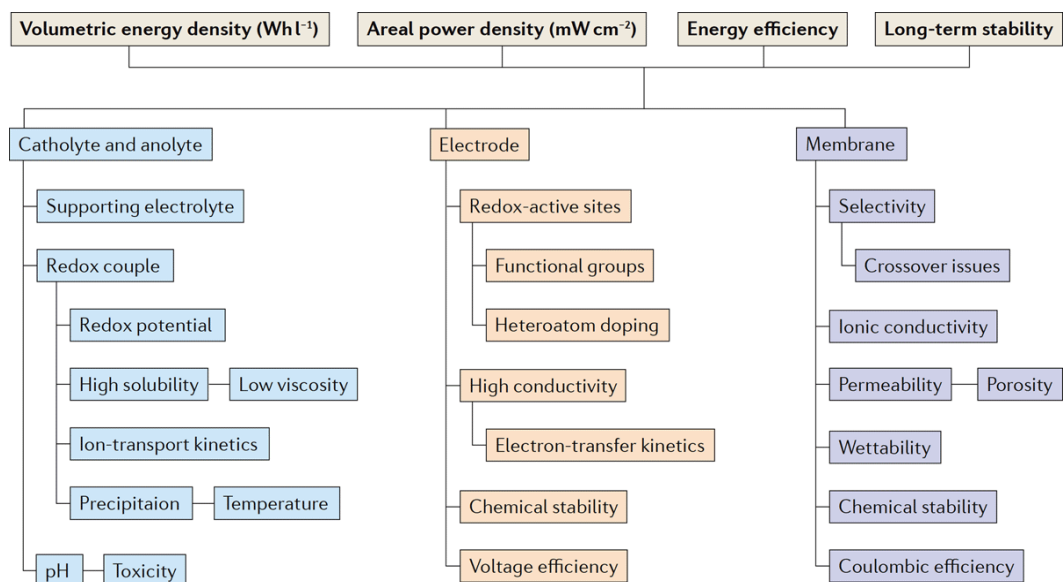 Volumetric energy density (Wh l⁻¹)
Areal power density (mW cm⁻²)
Energy efficiency
Long-term stability
Catholyte and anolyte
Supporting electrolyte
Redox couple
Redox potential
High solubility
Low viscosity
Ion-transport kinetics
Precipitaion
Temperature
pH
Toxicity
Electrode
Redox-active sites
Functional groups
Heteroatom doping
High conductivity
Electron-transfer kinetics
Chemical stability
Voltage efficiency
Membrane
Selectivity
Crossover issues
Ionic conductivity
Permeability
Porosity
Wettability
Chemical stability
Coulombic efficiency